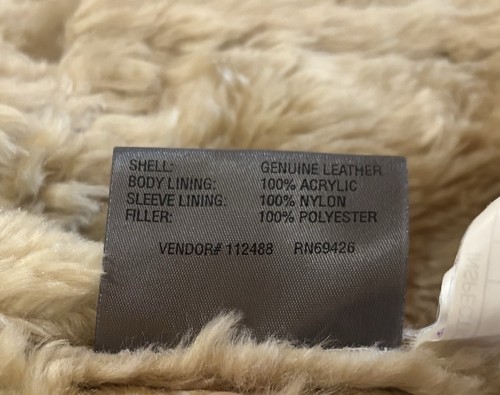 SHELL: GENUINE LEATHER
BODY LINING: 100% ACRYLIC
SLEEVE LINING: 100% NYLON
FILLER: 100% POLYESTER
VENDOR# 112488 RN69426